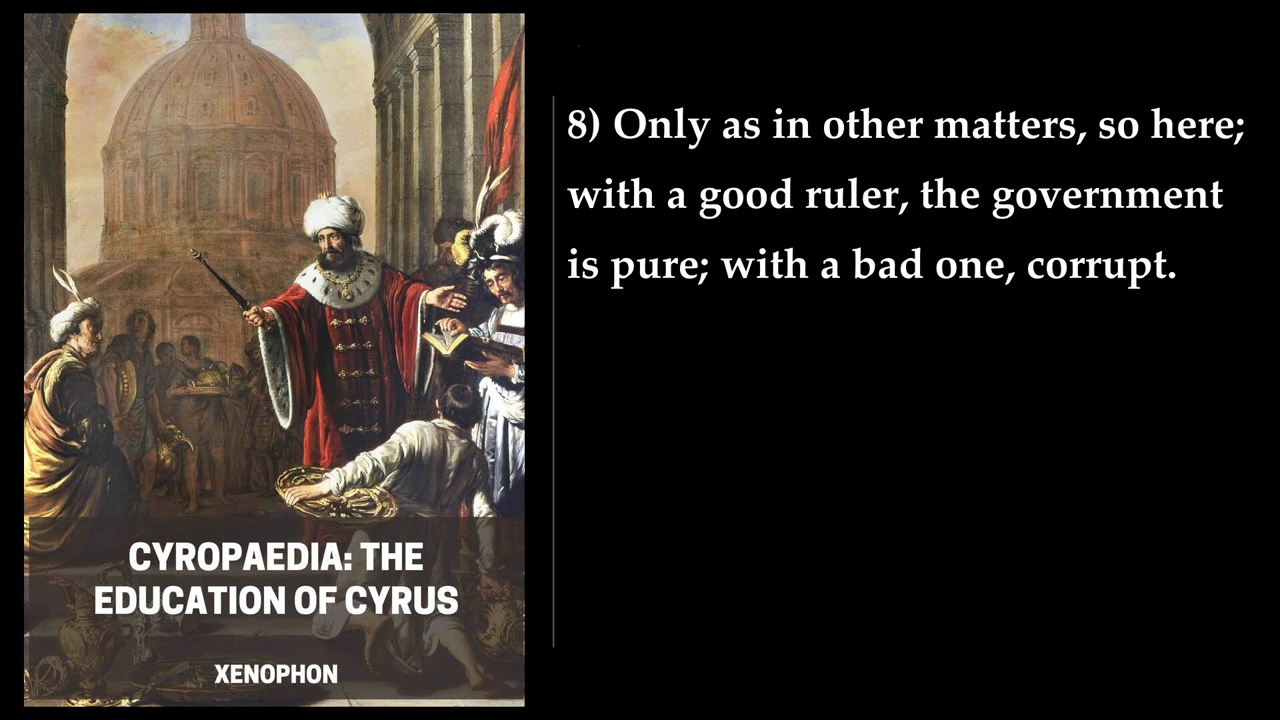 8) Only as in other matters, so here;
with a good ruler, the government
is pure; with a bad one, corrupt.
CYROPAEDIA: THE
EDUCATION OF CYRUS
XENOPHON